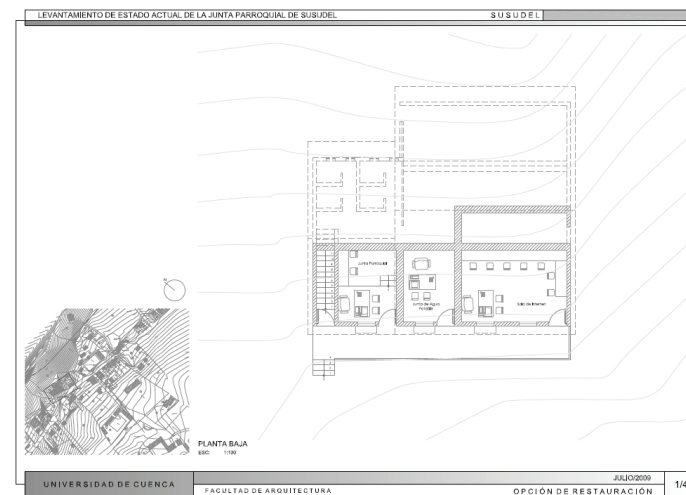 LEVANTAMIENTO DE ESTADO ACTUAL DE LA JUNTA PARROQUIAL DE SUSUDEL
SUSUDEL
Junta Parroquial
Junta de Agua
Sala de Internet
N
PLANTA BAJA
ESC: 1:100
UNIVERSIDAD DE CUENCA
FACULTAD DE ARQUITECTURA
JULIO/2009
OPCIÓN DE RESTAURACIÓN
1/4